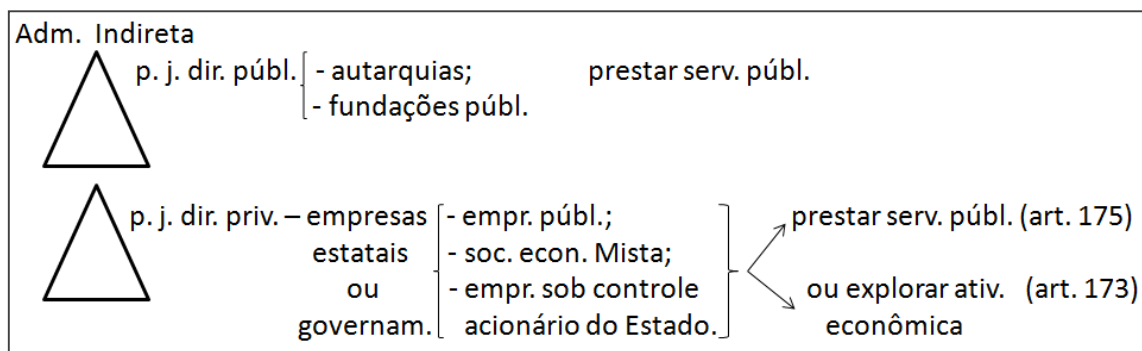 Adm. Indireta
p. j. dir. públ. - autarquias; prestar serv. públ.
- fundações públ.
p. j. dir. priv. – empresas - empr. públ.; prestar serv. públ. (art. 175)
estatais - soc. econ. Mista;
ou - empr. sob controle ou explorar ativ. (art. 173)
governam. acionário do Estado. econômica